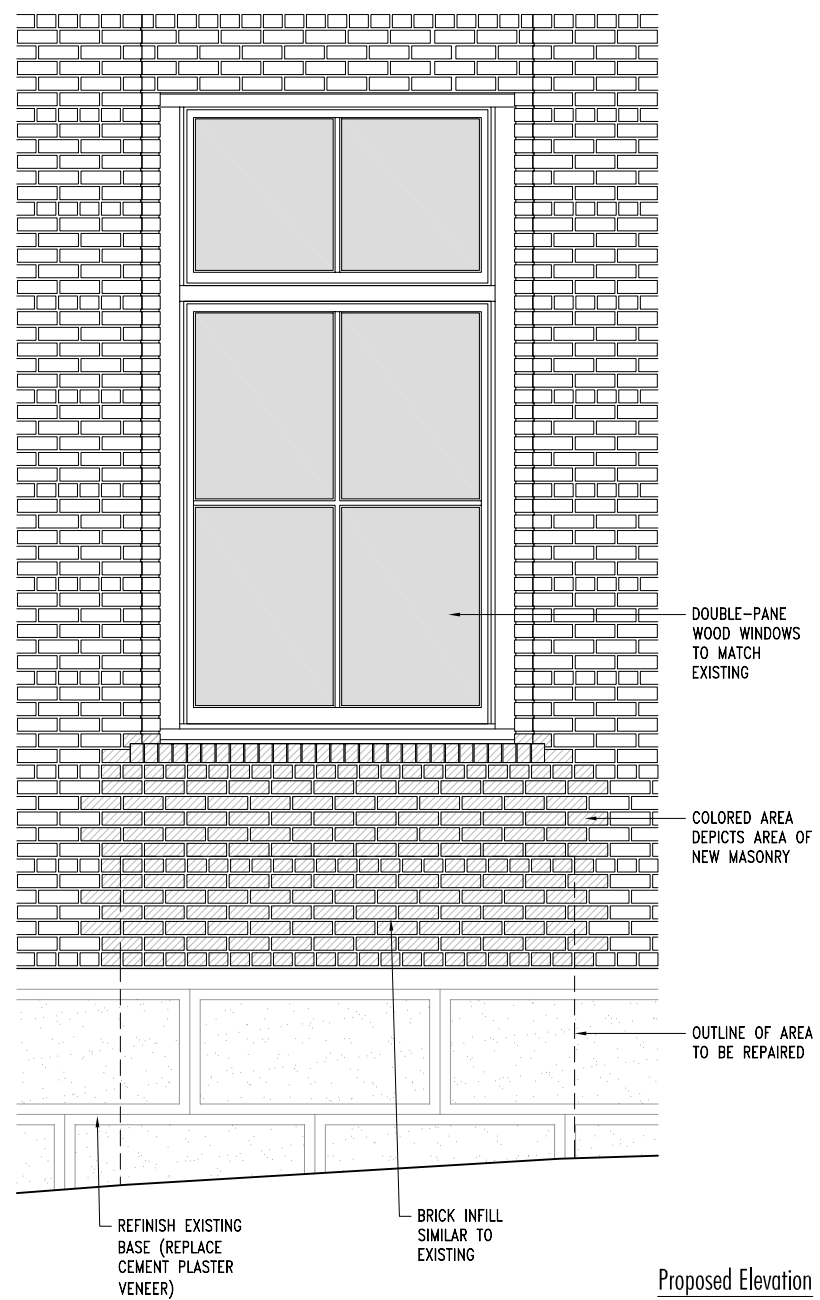 DOUBLE-PANE
WOOD WINDOWS
TO MATCH
EXISTING
COLORED AREA
DEPICTS AREA OF
NEW MASONRY
OUTLINE OF AREA
TO BE REPAIRED
REFINISH EXISTING
BASE (REPLACE
CEMENT PLASTER
VENEER)
BRICK INFILL
SIMILAR TO
EXISTING
Proposed Elevation